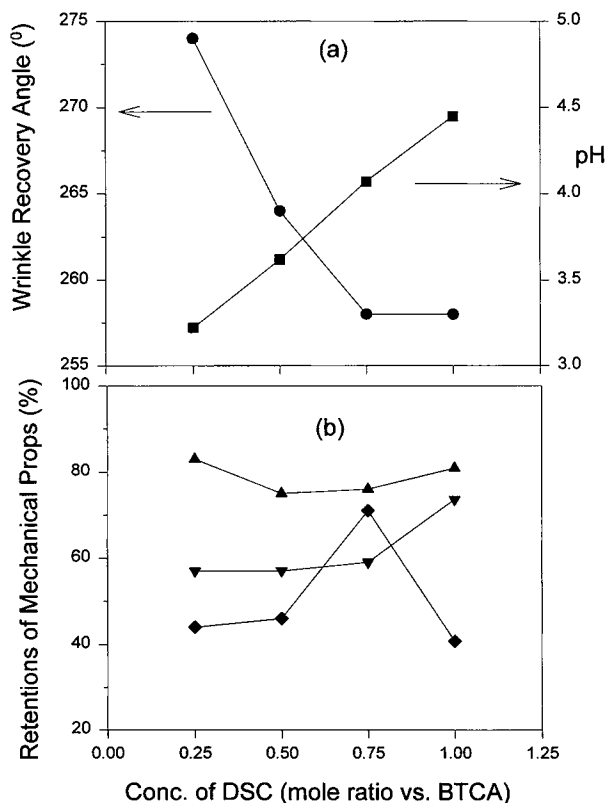 (a)
Wrinkle Recovery Angle (⁰)
275
270
265
260
255
5.0
4.5
4.0
3.5
3.0
pH
(b)
Retentions of Mechanical Props (%)
100
80
60
40
20
0.00 0.25 0.50 0.75 1.00 1.25
Conc. of DSC (mole ratio vs. BTCA)